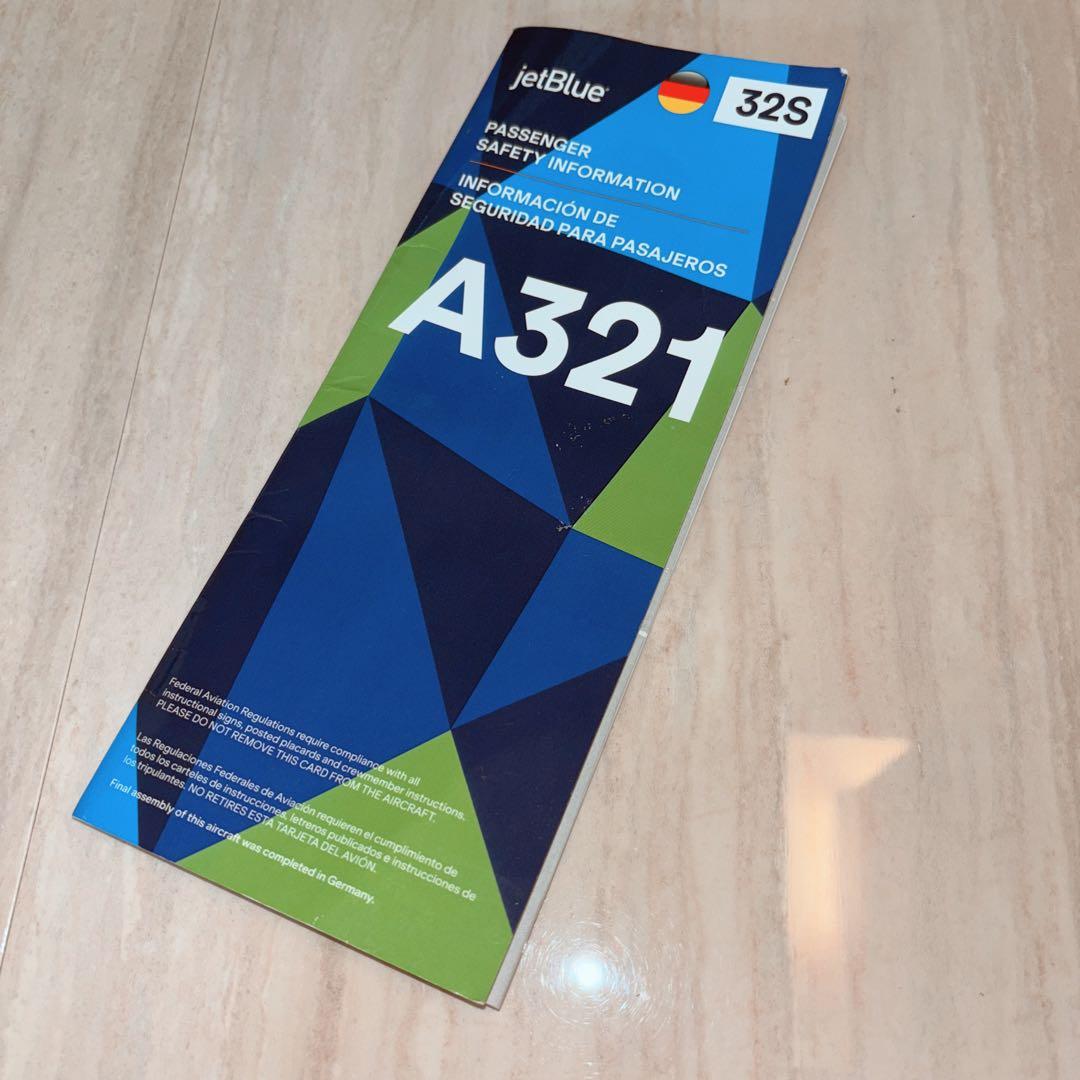 jetBlue
32S
PASSENGER
SAFETY INFORMATION
INFORMACIÓN DE
SEGURIDAD PARA PASAJEROS
A321
Federal Aviation Regulations require compliance with all
instructional signs, posted placards and crewmember instructions.
PLEASE DO NOT REMOVE THIS CARD FROM THE AIRCRAFT.
Las Regulaciones Federales de Aviación requieren el cumplimiento de
todos los carteles de instrucciones, letreros publicados e instrucciones de
los tripulantes. NO RETIRES ESTA TARJETA DEL AVIÓN.
Final assembly of this aircraft was completed in Germany.